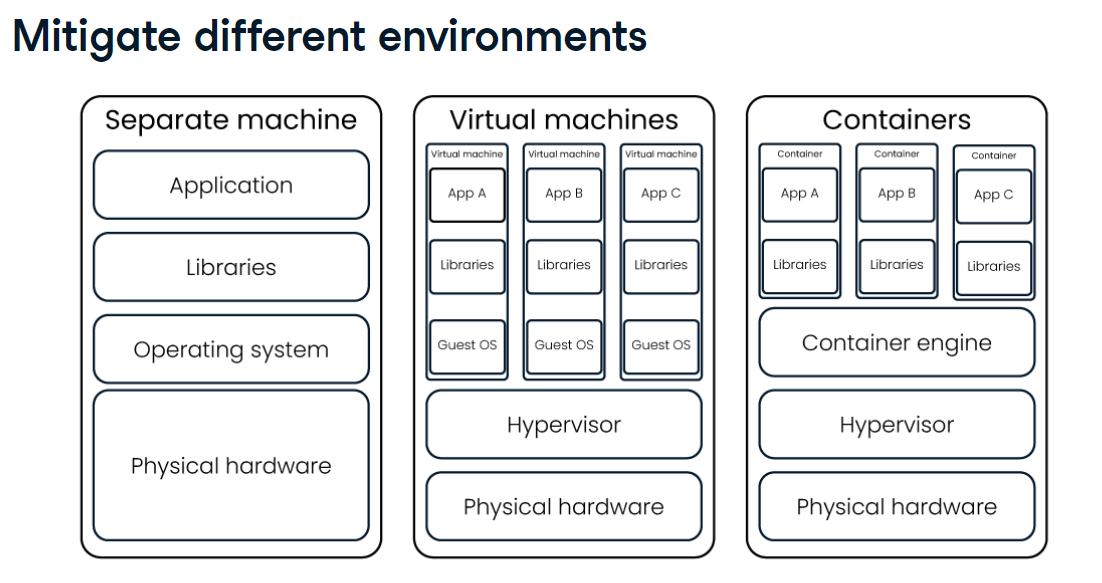 Mitigate different environments
Separate machine
Application
Libraries
Operating system
Physical hardware
Virtual machines
Virtual machine
App A
Libraries
Guest OS
Virtual machine
App B
Libraries
Guest OS
Virtual machine
App C
Libraries
Guest OS
Hypervisor
Physical hardware
Containers
Container
App A
Libraries
Container
App B
Libraries
Container
App C
Libraries
Container engine
Hypervisor
Physical hardware